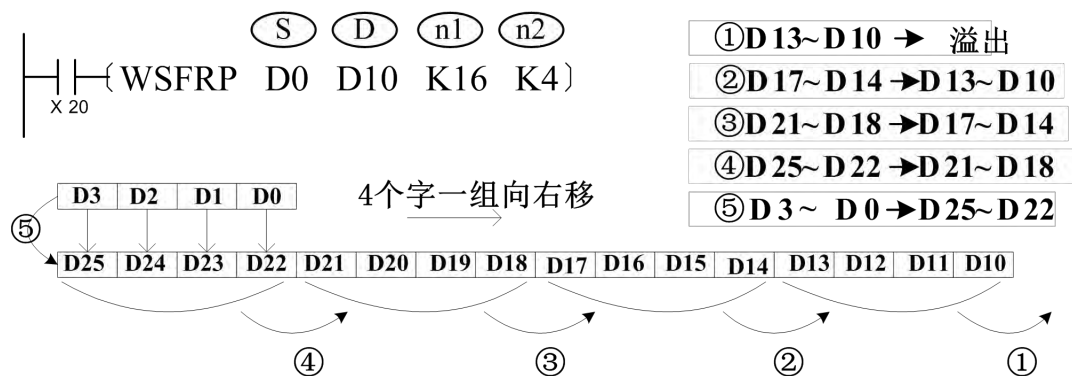 S D n1 n2
WSFRP D0 D10 K16 K4
X 20
①D13~D10→ 溢出
②D17~D14→D13~D10
③D21~D18→D17~D14
④D25~D22→D21~D18
⑤D3~ D0→D25~D22
D3 D2 D1 D0
4个字一组向右移
⑤
D25 D24 D23 D22 D21 D20 D19 D18 D17 D16 D15 D14 D13 D12 D11 D10
④ ③ ② ①